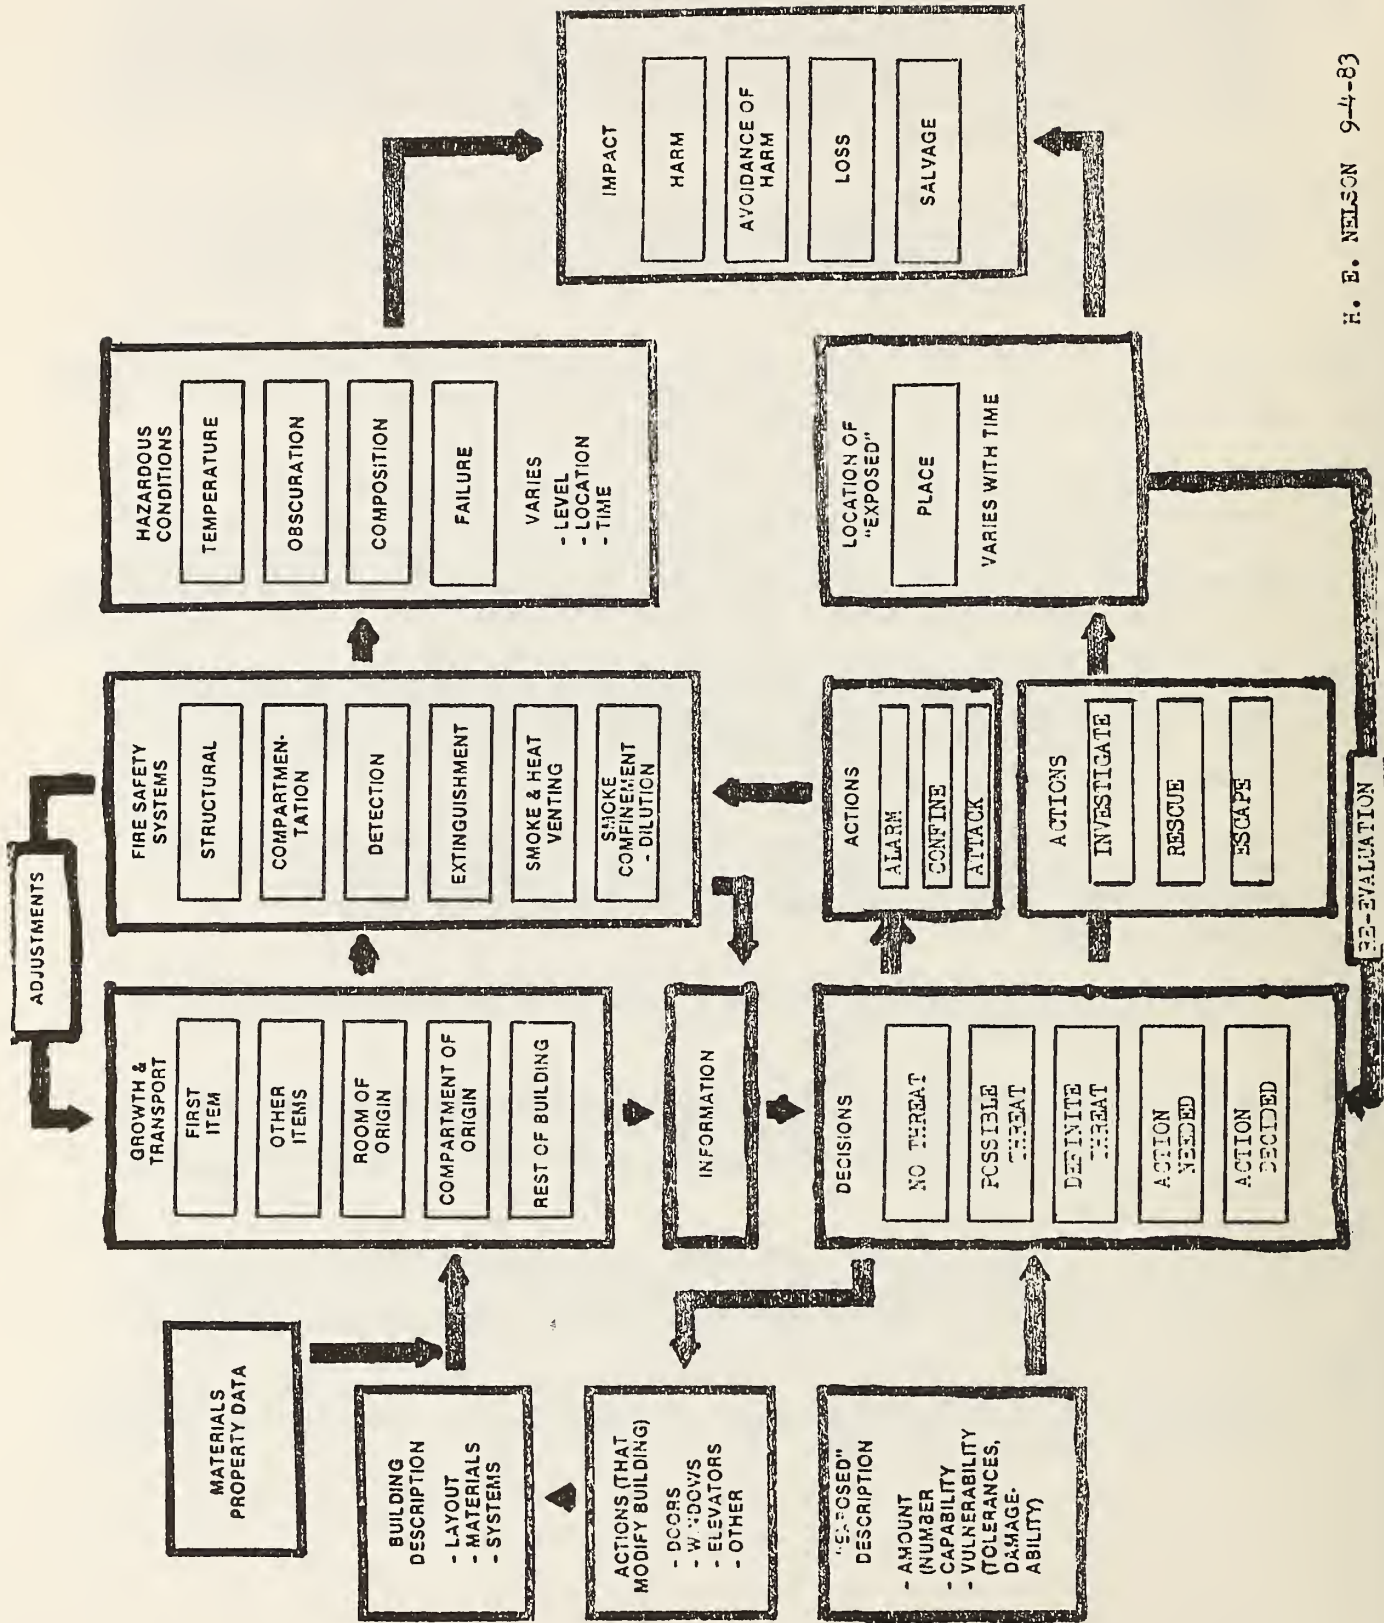 ADJUSTMENTS
MATERIALS
PROPERTY DATA
BUILDING
DESCRIPTION
- LAYOUT
- MATERIALS
- SYSTEMS
ACTIONS (THAT
MODIFY BUILDING)
- DOORS
- WINDOWS
- ELEVATORS
- OTHER
"EXPOSED"
DESCRIPTION
- AMOUNT
(NUMBER
- CAPABILITY
- VULNERABILITY
(TOLERANCES,
DAMAGE-
ABILITY)
GROWTH &
TRANSPORT
FIRST
ITEM
OTHER
ITEMS
ROOM OF
ORIGIN
COMPARTMENT OF
ORIGIN
REST OF BUILDING
INFORMATION
DECISIONS
NO THREAT
POSSIBLE
THREAT
DEFINITE
THREAT
ACTION
NEEDED
ACTION
DECIDED
FIRE SAFETY
SYSTEMS
STRUCTURAL
COMPARTMEN-
TATION
DETECTION
EXTINGUISHMENT
SMOKE & HEAT
VENTING
SMOKE
COMFINEMENT
- DILUTION
ACTIONS
ALARM
CONFINE
ATTACK
ACTIONS
INVESTIGATE
RESCUE
ESCAPE
RE-EVALUATION
HAZARDOUS
CONDITIONS
TEMPERATURE
OBSCURATION
COMPOSITION
FAILURE
VARIES
- LEVEL
- LOCATION
- TIME
LOCATION OF
"EXPOSED"
PLACE
VARIES WITH TIME
IMPACT
HARM
AVOIDANCE OF
HARM
LOSS
SALVAGE
H. E. NELSON 9-4-83